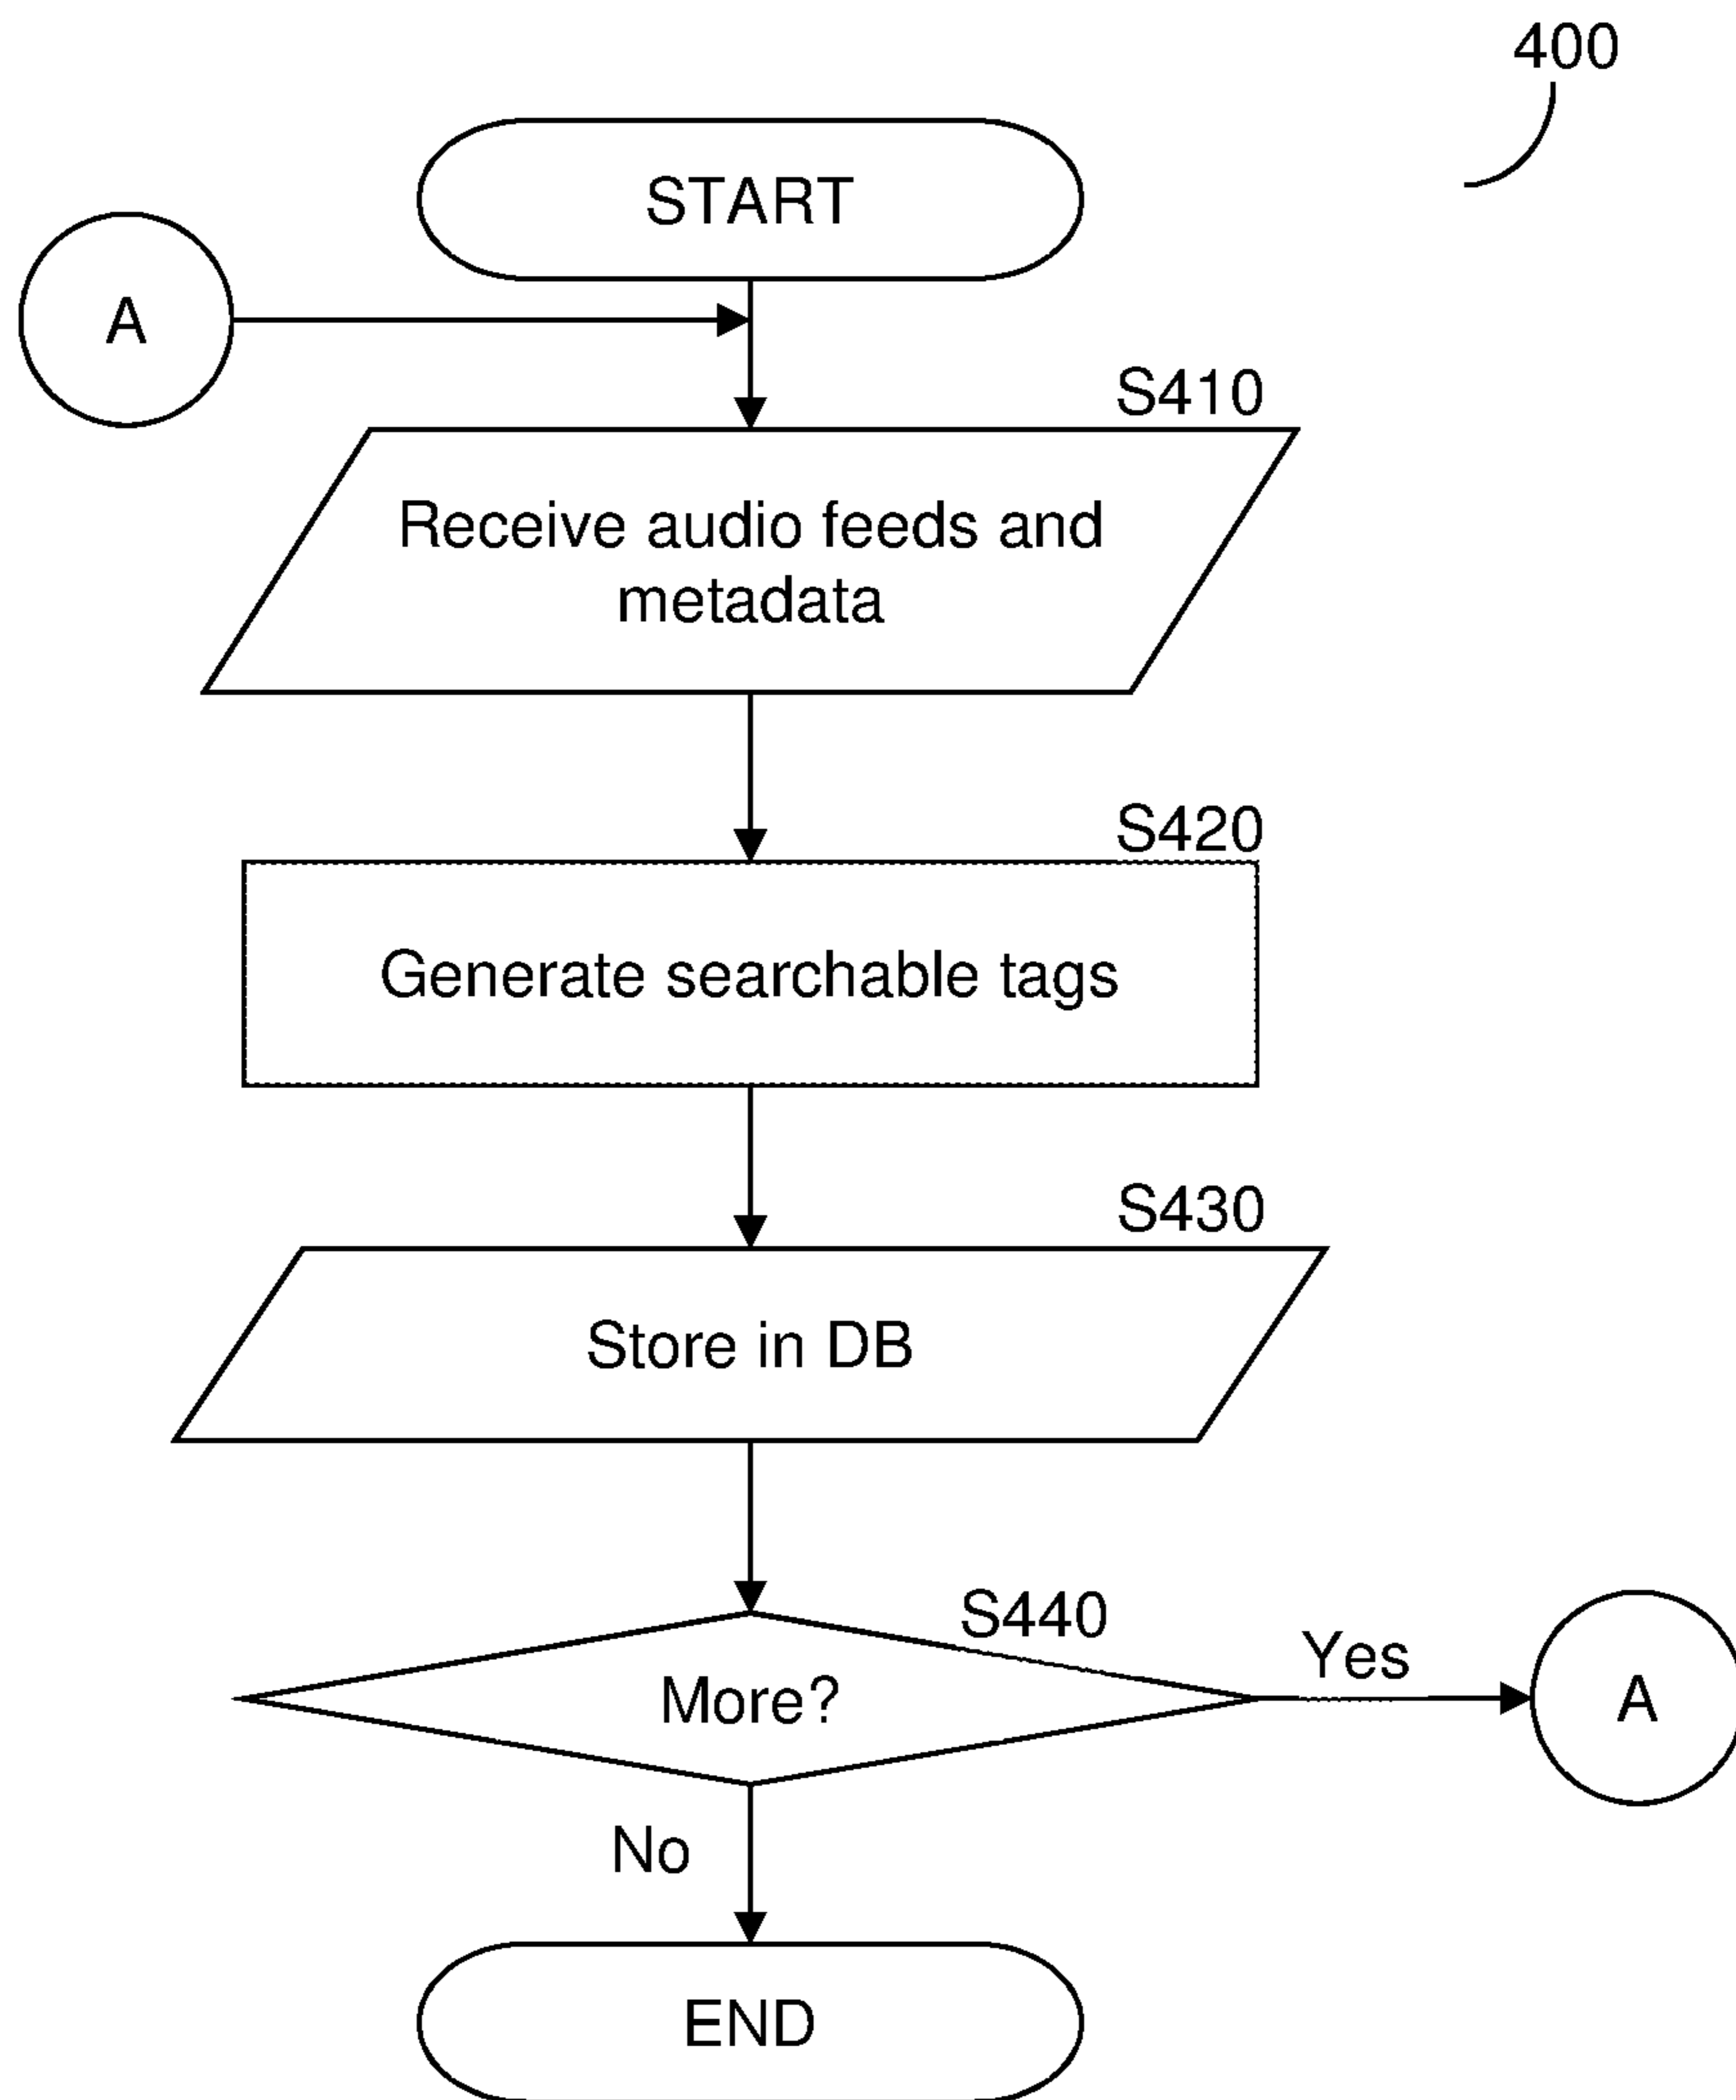 400
START
A
S410
Receive audio feeds and
metadata
S420
Generate searchable tags
S430
Store in DB
S440
More?
Yes
A
No
END